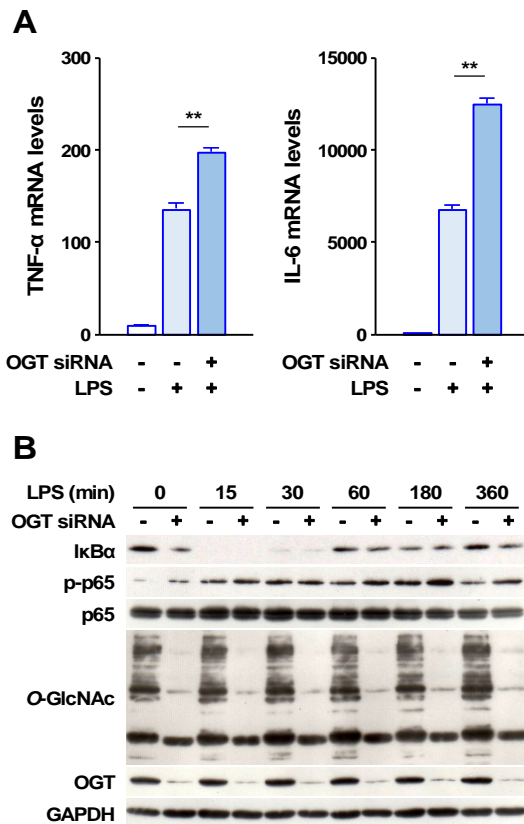 A
TNF-α mRNA levels
300
200
100
0
**
OGT siRNA - - +
LPS - + +
IL-6 mRNA levels
15000
10000
5000
0
**
OGT siRNA - - +
LPS - + +
B
LPS (min) 0 15 30 60 180 360
OGT siRNA - + - + - + - + - + - +
IκBα
p-p65
p65
O-GlcNAc
OGT
GAPDH